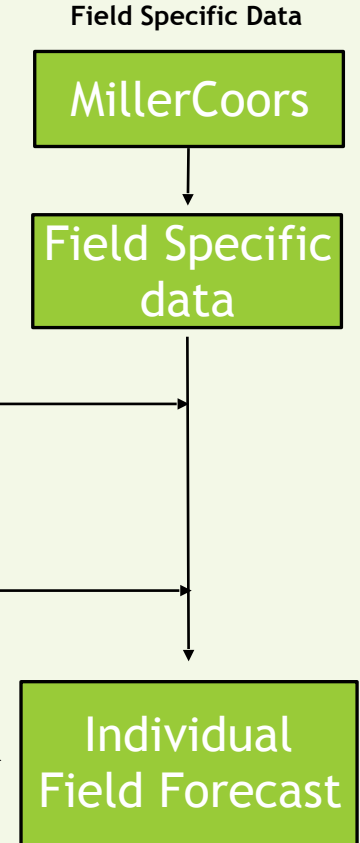 Field Specific Data
MillerCoors
Field Specific
data
Individual
Field Forecast